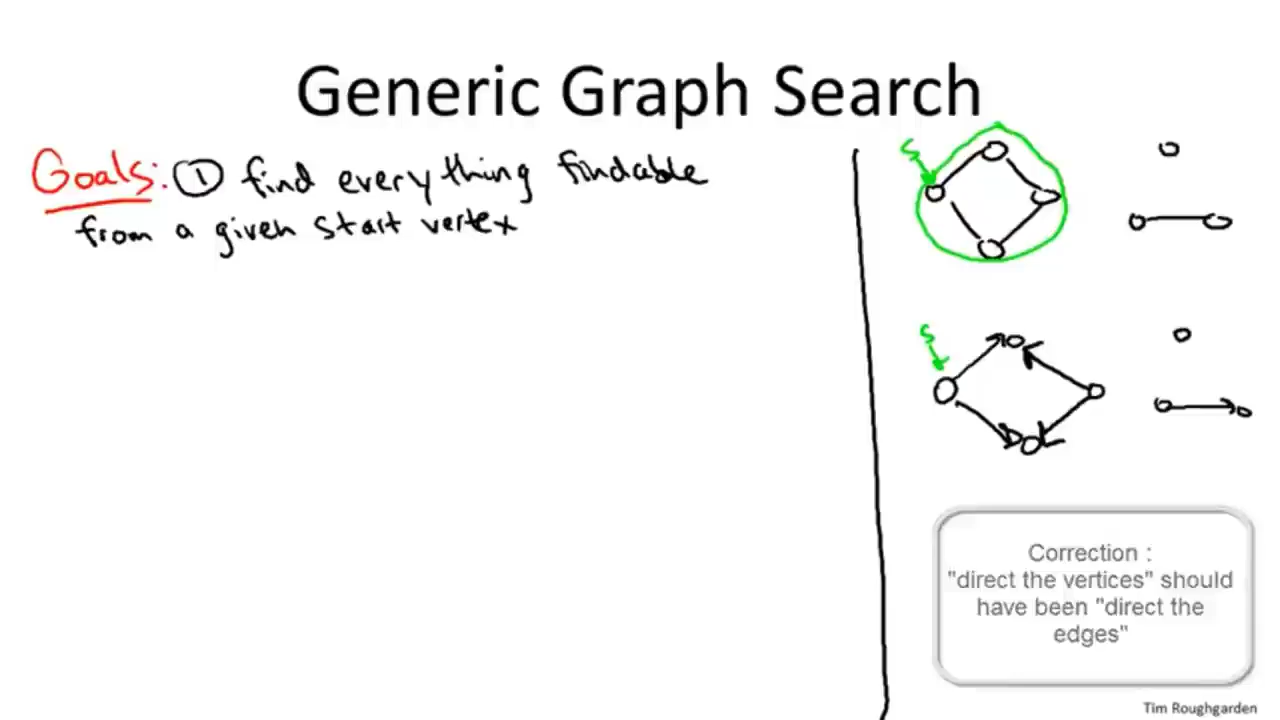 Generic Graph Search
Goals: ① find everything findable
from a given start vertex
S
S
Correction :
"direct the vertices" should
have been "direct the
edges"
Tim Roughgarden